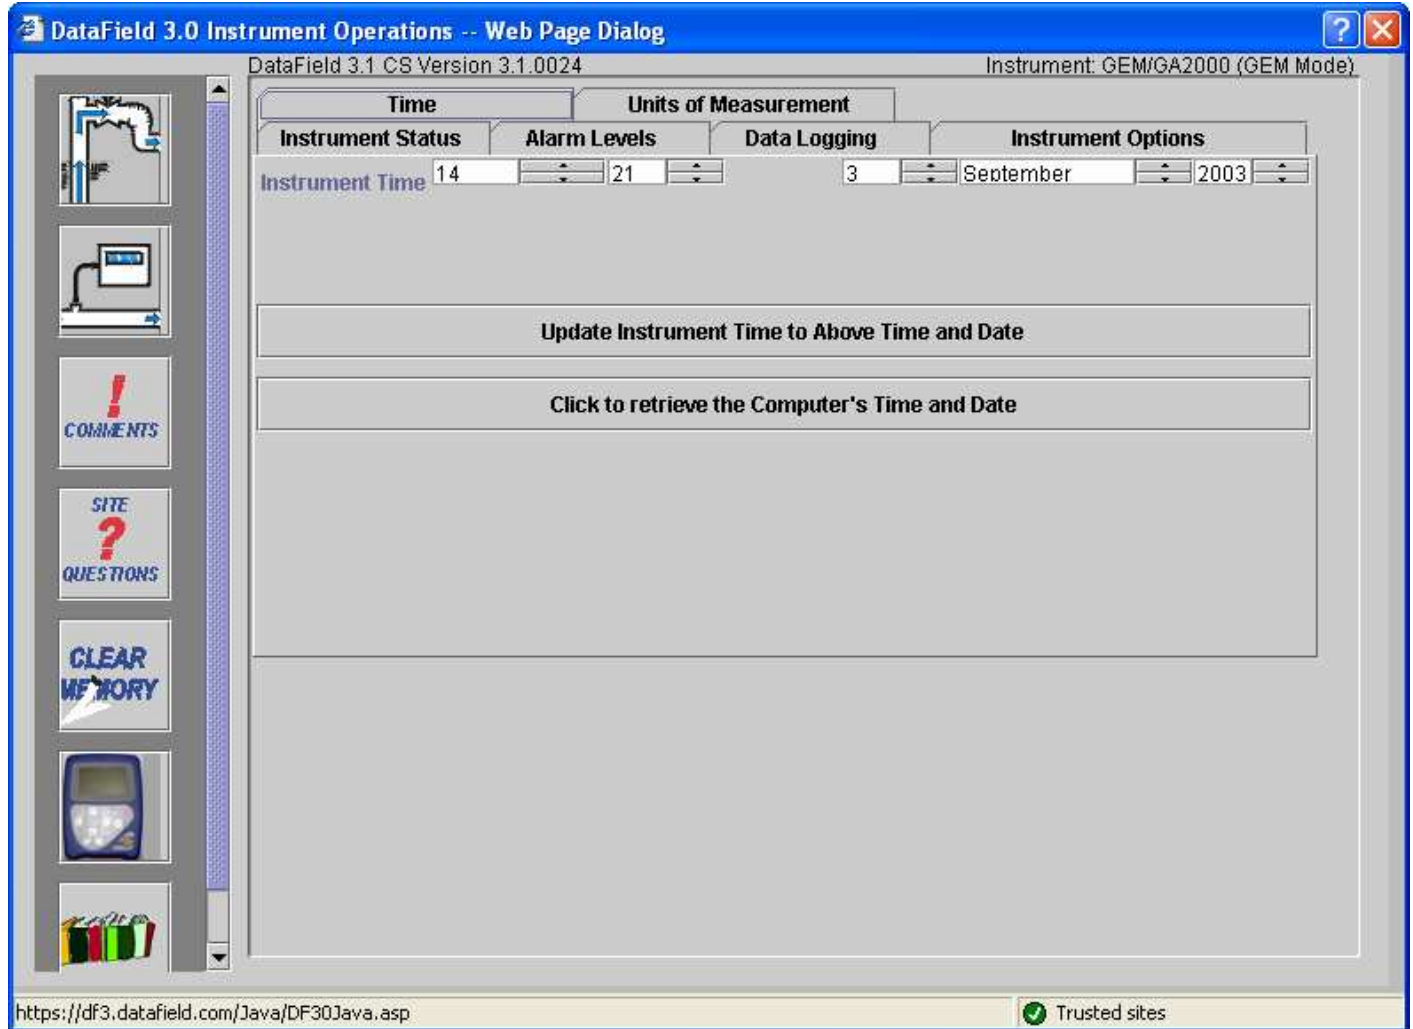 DataField 3.0 Instrument Operations -- Web Page Dialog
DataField 3.1 CS Version 3.1.0024 Instrument: GEM/GA2000 (GEM Mode)
Time Units of Measurement
Instrument Status Alarm Levels Data Logging Instrument Options
Instrument Time 14 21 3 September 2003
Update Instrument Time to Above Time and Date
Click to retrieve the Computer's Time and Date
!
COMMENTS
SITE
?
QUESTIONS
CLEAR
MEMORY
https://df3.datafield.com/Java/DF30Java.asp Trusted sites